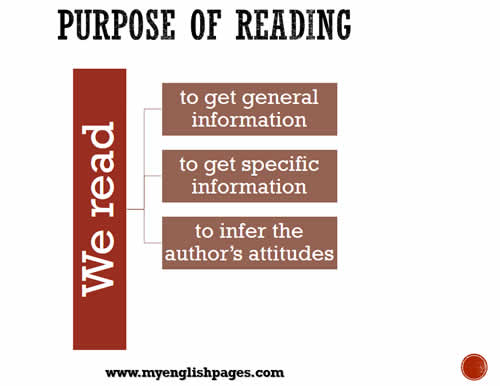 PURPOSE OF READING
We read
to get general
information
to get specific
information
to infer the
author's attitudes
www.myenglishpages.com